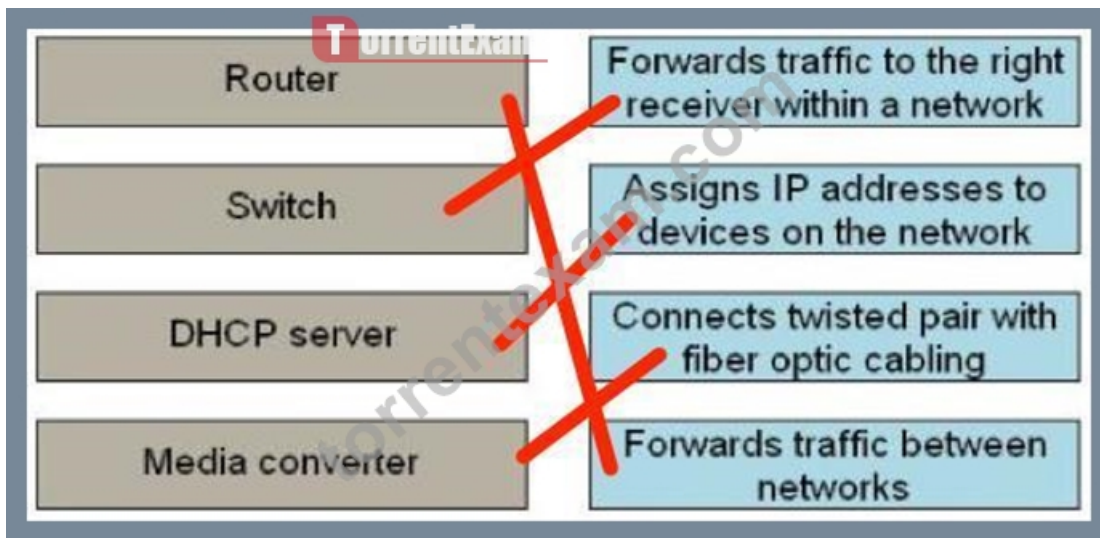 TorrentExam
Router
Forwards traffic to the right
receiver within a network
Switch
Assigns IP addresses to
devices on the network
DHCP server
Connects twisted pair with
fiber optic cabling
Media converter
Forwards traffic between
networks
torrentexam.com